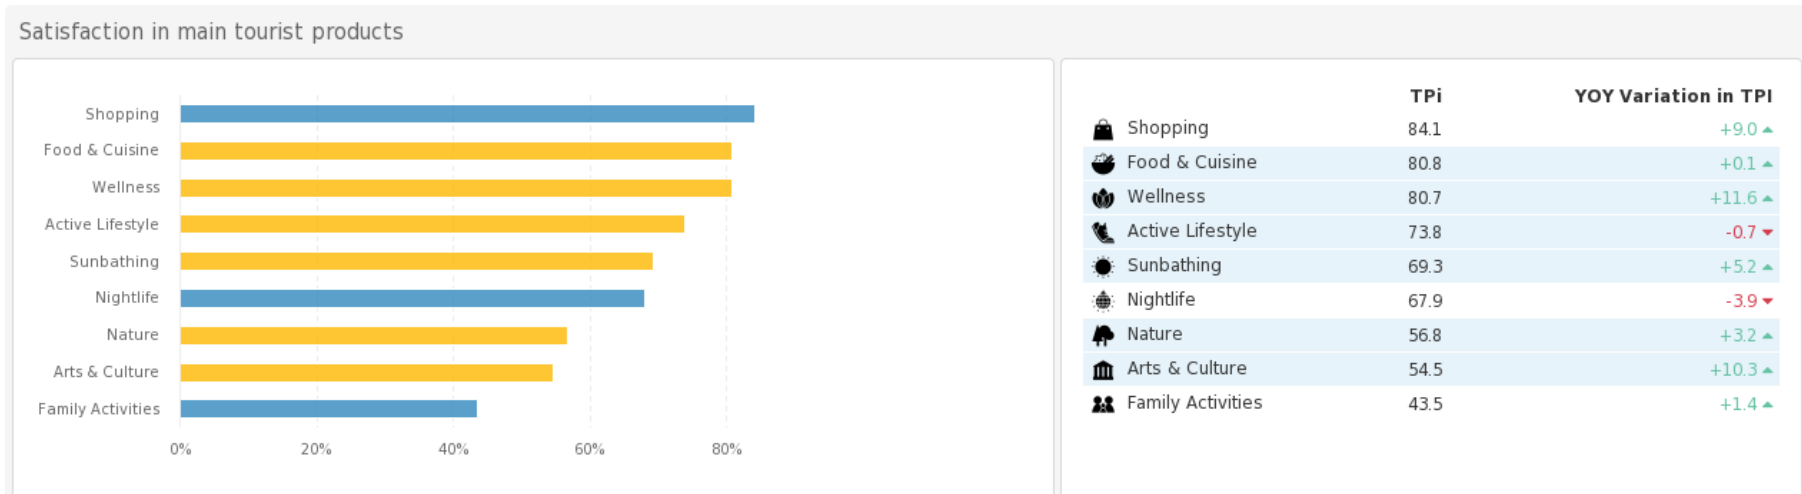 Satisfaction in main tourist products
Shopping
Food & Cuisine
Wellness
Active Lifestyle
Sunbathing
Nightlife
Nature
Arts & Culture
Family Activities
0% 20% 40% 60% 80%
TPi YOY Variation in TPI
Shopping 84.1 +9.0
Food & Cuisine 80.8 +0.1
Wellness 80.7 +11.6
Active Lifestyle 73.8 -0.7
Sunbathing 69.3 +5.2
Nightlife 67.9 -3.9
Nature 56.8 +3.2
Arts & Culture 54.5 +10.3
Family Activities 43.5 +1.4